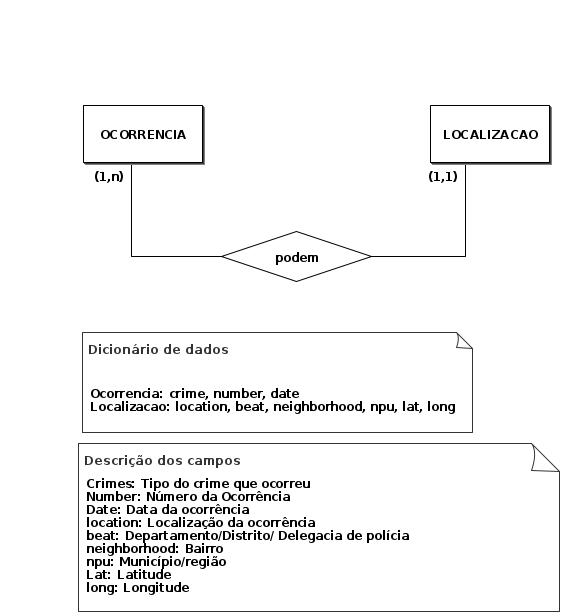 OCORRENCIA
LOCALIZACAO
(1,n)
(1,1)
podem
Dicionário de dados
Ocorrencia: crime, number, date
Localizacao: location, beat, neighborhood, npu, lat, long
Descrição dos campos
Crimes: Tipo do crime que ocorreu
Number: Número da Ocorrência
Date: Data da ocorrência
location: Localização da ocorrência
beat: Departamento/Distrito/ Delegacia de polícia
neighborhood: Bairro
npu: Município/região
Lat: Latitude
long: Longitude